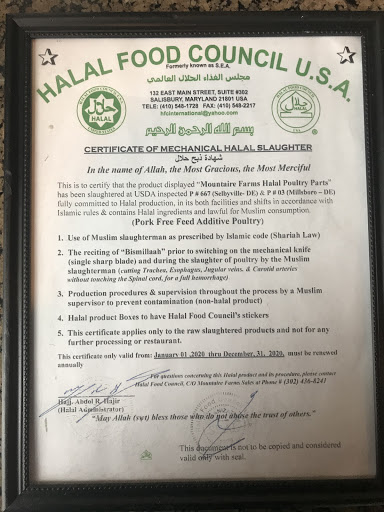 HALAL FOOD COUNCIL U.S.A.
Formerly known as S.E.A.
مجلس الغذاء الحلال العالمي
132 EAST MAIN STREET, SUITE #302
SALISBURY, MARYLAND 21801 USA
TEL: (410) 548-1728 FAX: (410) 548-2217
hfcinternational@yahoo.com
بسم الله الرحمن الرحيم
CERTIFICATE OF MECHANICAL HALAL SLAUGHTER
شهادة ذبح حلال
In the name of Allah, the Most Gracious, the Most Merciful
This is to certify that the product displayed "Mountaire Farms Halal Poultry Parts"
has been slaughtered at USDA inspected P # 667 (Selbyville- DE) & P # 03 (Millsboro – DE)
fully committed to Halal production, in its both facilities and shifts in accordance with
Islamic rules & contains Halal ingredients and lawful for Muslim consumption.
(Pork Free Feed Additive Poultry)
1. Use of Muslim slaughterman as prescribed by Islamic code (Shariah Law)
2. The reciting of "Bismillaah" prior to switching on the mechanical knife
(single sharp blade) and during the slaughter of poultry by the Muslim
slaughterman (cutting Trachea, Esophagus, Jugular veins, & Carotid arteries
without touching the Spinal cord, for a full hemorrhage)
3. Production procedures & supervision throughout the process by a Muslim
supervisor to prevent contamination (non-halal product)
4. Halal product Boxes to have Halal Food Council's stickers
5. This certificate applies only to the raw slaughtered products and not for any
further processing or restaurant.
This certificate only valid from: January 01,2020 thru December, 31, 2020, must be renewed
annually
For questions concerning this Halal product and its procedure, please contact
Halal Food Council, C/O Mountaire Farms Sales at Phone # (302) 436-8241
Hajj. Abdol R. Hajir
(Halal Administrator)
"May Allah (swt) bless those who do not abuse the trust of others."
This document is not to be copied and considered
valid only with seal.